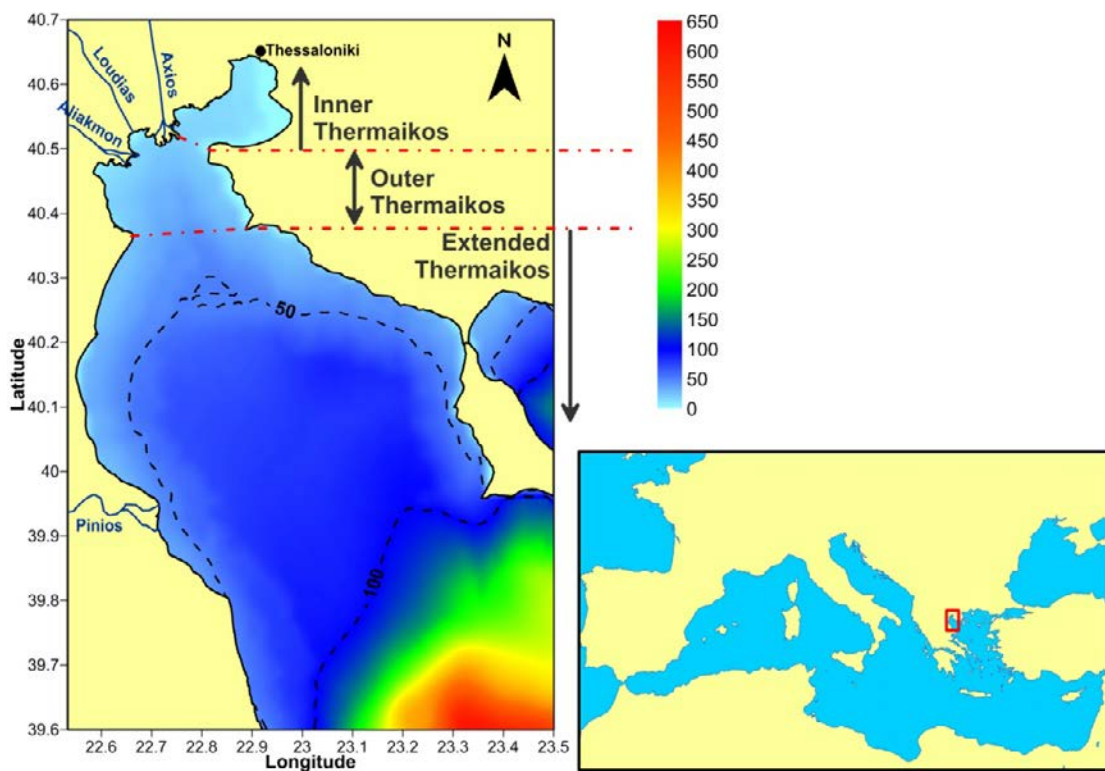 40.7
40.6
40.5
40.4
40.3
40.2
40.1
40
39.9
39.8
39.7
39.6
Latitude
22.6 22.7 22.8 22.9 23 23.1 23.2 23.3 23.4 23.5
Longitude
Loudias
Axios
Aliakmon
Thessaloniki
N
Inner
Thermaikos
Outer
Thermaikos
Extended
Thermaikos
50
100
Pinios
650
600
550
500
450
400
350
300
250
200
150
100
50
0